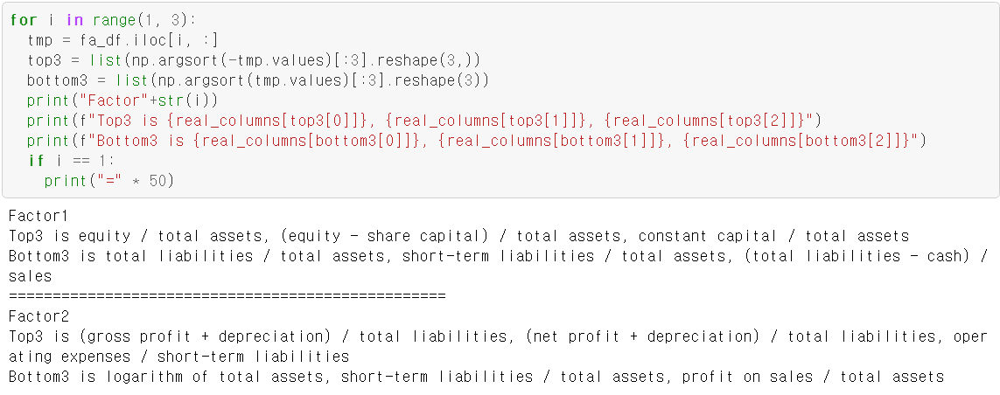 for i in range(1, 3):
  tmp = fa_df.iloc[i, :]
  top3 = list(np.argsort(-tmp.values)[:3].reshape(3,))
  bottom3 = list(np.argsort(tmp.values)[:3].reshape(3))
  print("Factor"+str(i))
  print(f"Top3 is {real_columns[top3[0]]}, {real_columns[top3[1]]}, {real_columns[top3[2]]}")
  print(f"Bottom3 is {real_columns[bottom3[0]]}, {real_columns[bottom3[1]]}, {real_columns[bottom3[2]]}")
  if i == 1:
    print("=" * 50)
Factor1
Top3 is equity / total assets, (equity - share capital) / total assets, constant capital / total assets
Bottom3 is total liabilities / total assets, short-term liabilities / total assets, (total liabilities - cash) /
sales
==================================================
Factor2
Top3 is (gross profit + depreciation) / total liabilities, (net profit + depreciation) / total liabilities, oper
ating expenses / short-term liabilities
Bottom3 is logarithm of total assets, short-term liabilities / total assets, profit on sales / total assets